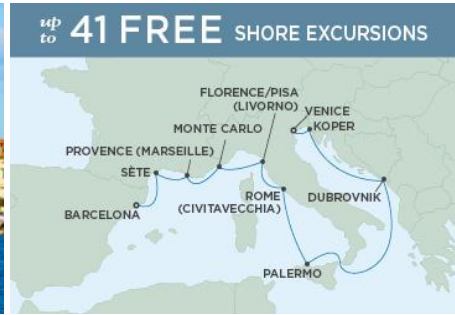 up to 41 FREE SHORE EXCURSIONS
FLORENCE/PISA
(LIVORNO)
VENICE
KOPER
MONTE CARLO
PROVENCE (MARSEILLE)
SÈTE
BARCELONA
ROME
(CIVITAVECCHIA)
DUBROVNIK
PALERMO